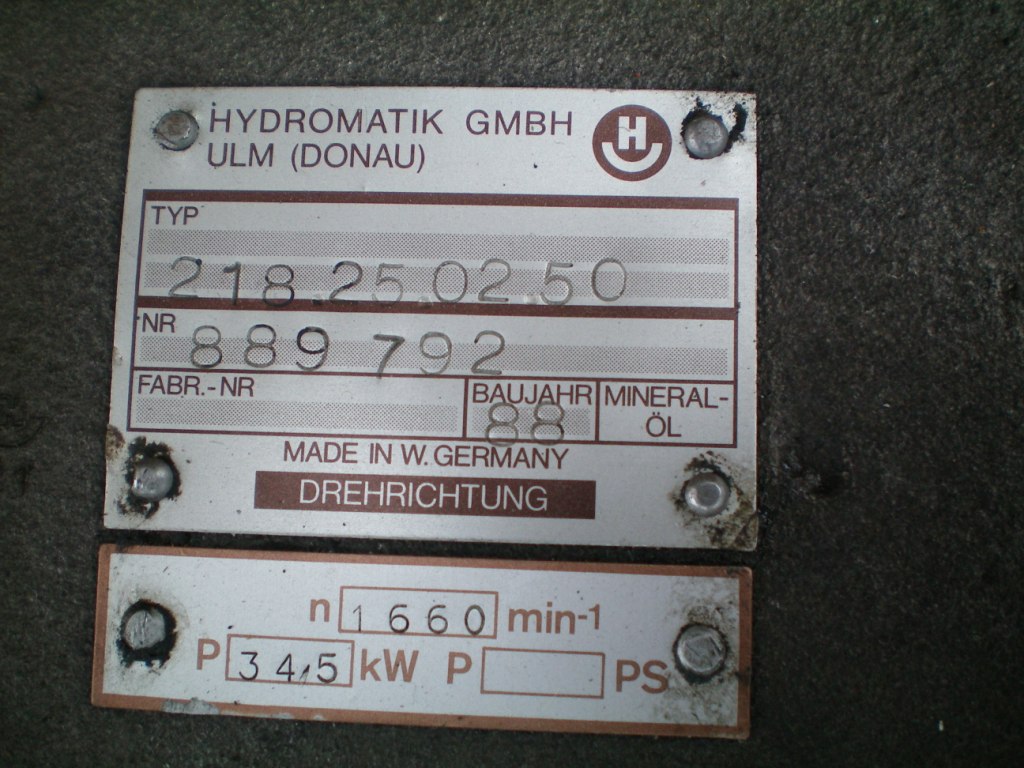 HYDROMATIK GMBH H
ULM (DONAU)
TYP
218.25.02.50
NR
889 792
FABR.-NR BAUJAHR MINERAL-
88 ÖL
MADE IN W. GERMANY
DREHRICHTUNG
n 1660 min-1
P 34,5 kW P PS